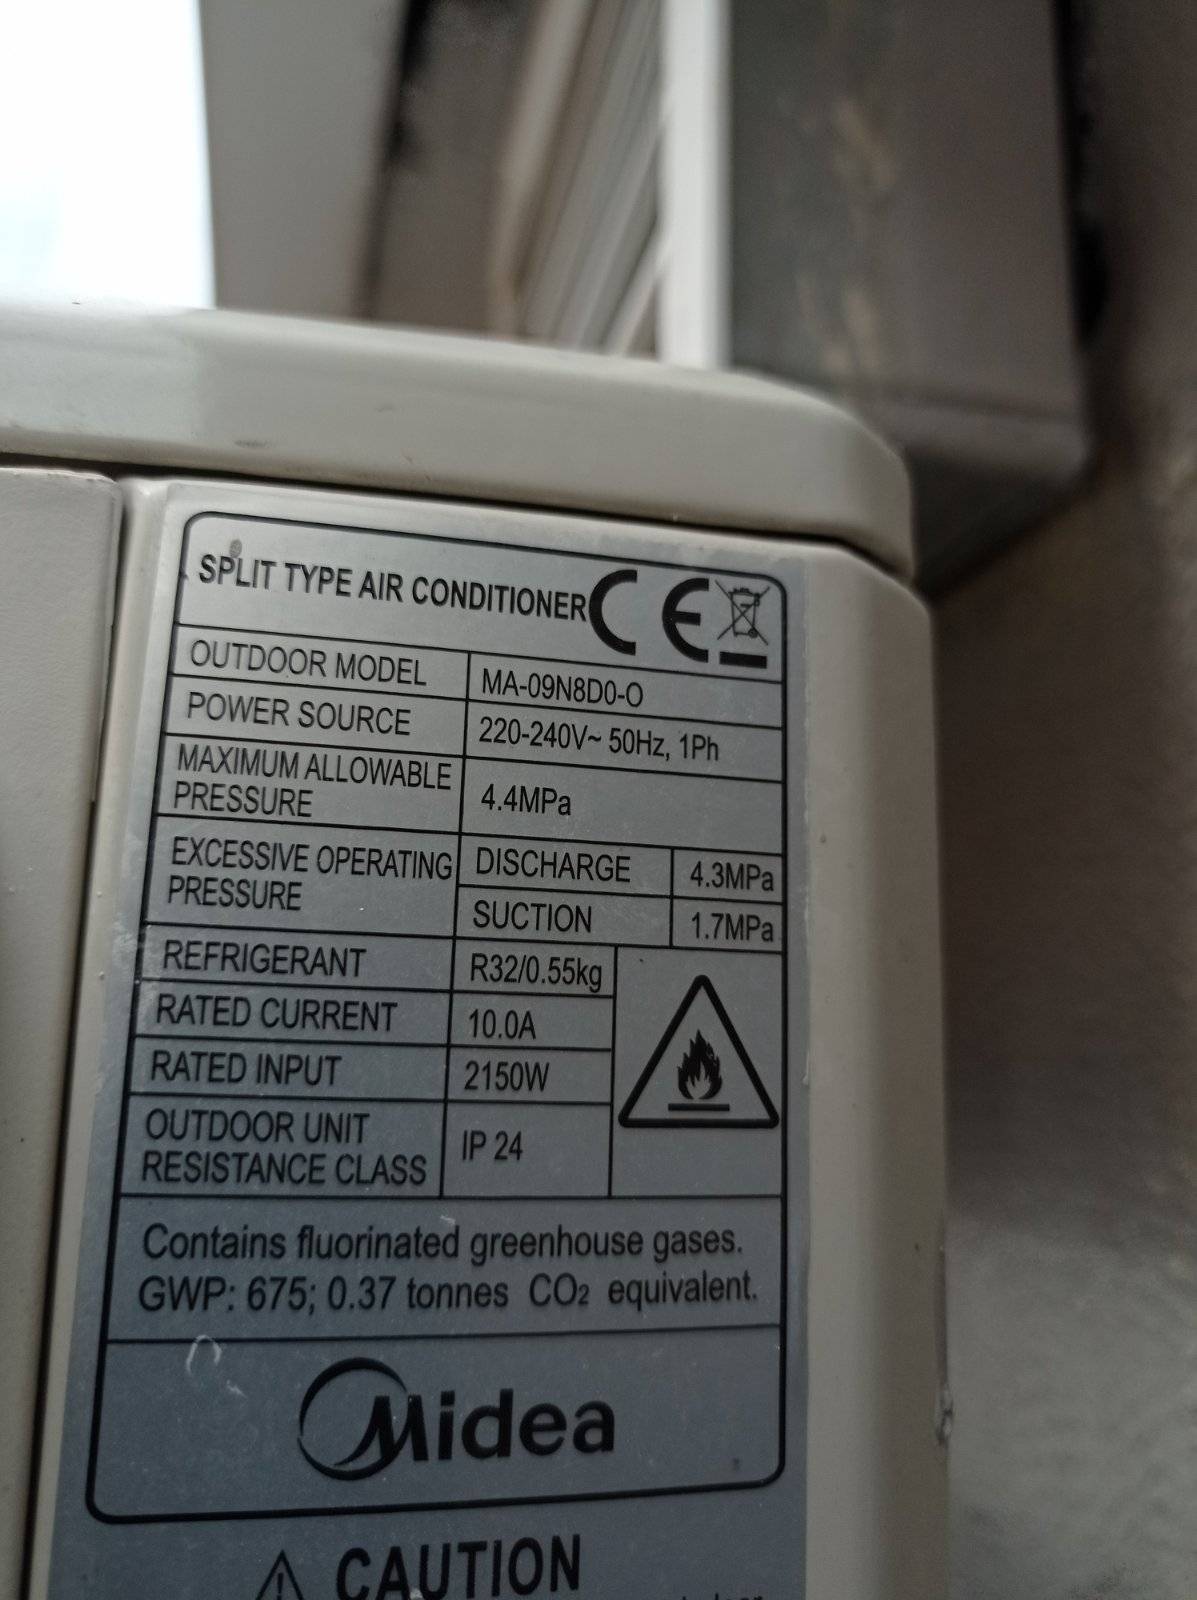 SPLIT TYPE AIR CONDITIONER CE
OUTDOOR MODEL MA-09N8D0-O
POWER SOURCE 220-240V~ 50Hz, 1Ph
MAXIMUM ALLOWABLE
PRESSURE 4.4MPa
EXCESSIVE OPERATING
PRESSURE
DISCHARGE 4.3MPa
SUCTION 1.7MPa
REFRIGERANT R32/0.55kg
RATED CURRENT 10.0A
RATED INPUT 2150W
OUTDOOR UNIT
RESISTANCE CLASS IP 24
Contains fluorinated greenhouse gases.
GWP: 675; 0.37 tonnes CO2 equivalent.
Midea
CAUTION